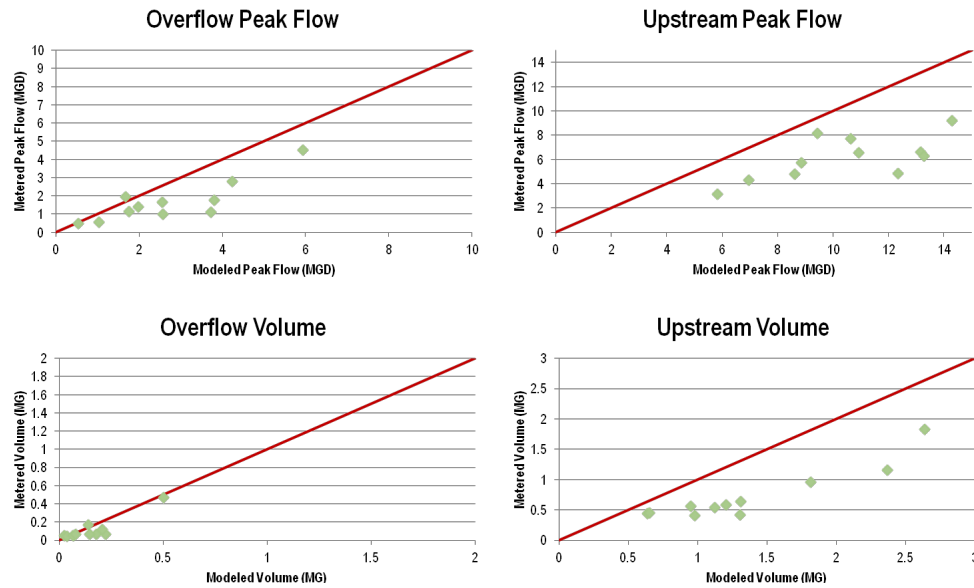 Overflow Peak Flow
Metered Peak Flow (MGD)
10
9
8
7
6
5
4
3
2
1
0
0 2 4 6 8 10
Modeled Peak Flow (MGD)
Upstream Peak Flow
Metered Peak Flow (MGD)
14
12
10
8
6
4
2
0
0 2 4 6 8 10 12 14
Modeled Peak Flow (MGD)
Overflow Volume
Metered Volume (MG)
2
1.8
1.6
1.4
1.2
1
0.8
0.6
0.4
0.2
0
0 0.5 1 1.5 2
Modeled Volume (MG)
Upstream Volume
Metered Volume (MG)
3
2.5
2
1.5
1
0.5
0
0 0.5 1 1.5 2 2.5 3
Modeled Volume (MG)